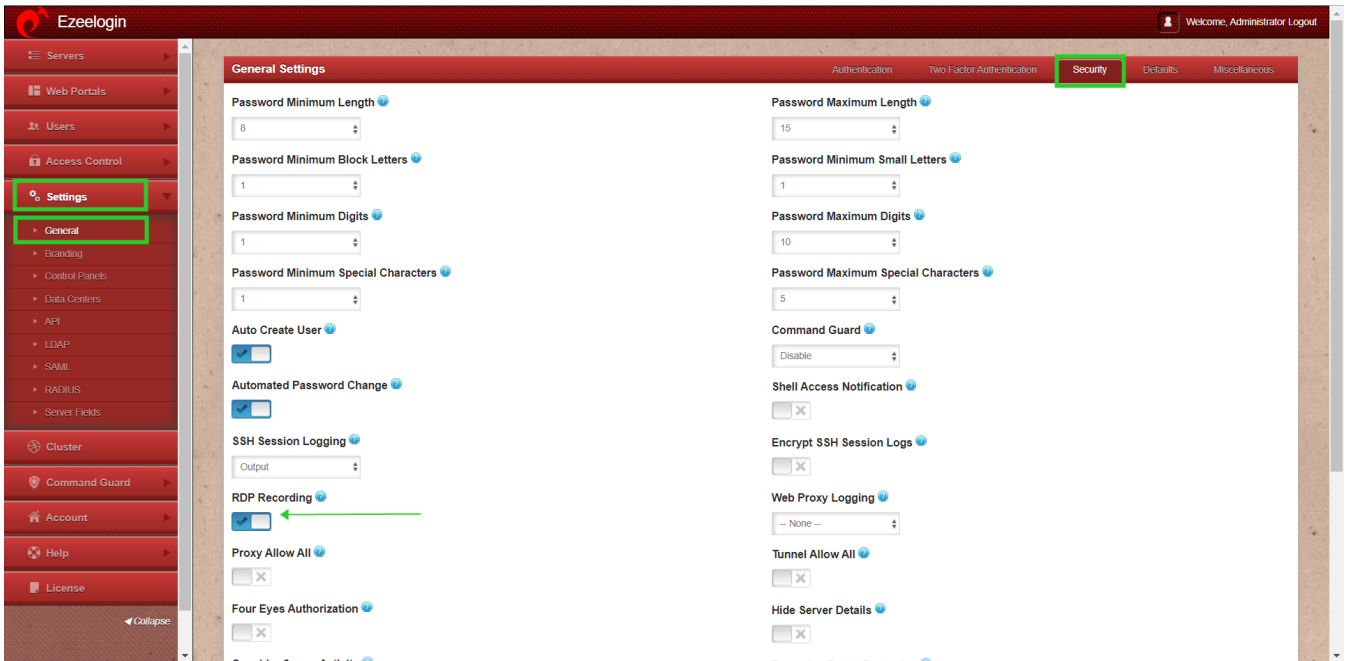 Ezeelogin
Welcome, Administrator Logout
Servers
Web Portals
Users
Access Control
Settings
General
Branding
Control Panels
Data Centers
API
LDAP
SAML
RADIUS
Server Fields
Cluster
Command Guard
Account
Help
License
Collapse
General Settings
Authentication
Two Factor Authentication
Security
Defaults
Miscellaneous
Password Minimum Length
8
Password Maximum Length
15
Password Minimum Block Letters
1
Password Minimum Small Letters
1
Password Minimum Digits
1
Password Maximum Digits
10
Password Minimum Special Characters
1
Password Maximum Special Characters
5
Auto Create User
Command Guard
Disable
Automated Password Change
Shell Access Notification
SSH Session Logging
Output
Encrypt SSH Session Logs
RDP Recording
Web Proxy Logging
-- None --
Proxy Allow All
Tunnel Allow All
Four Eyes Authorization
Hide Server Details